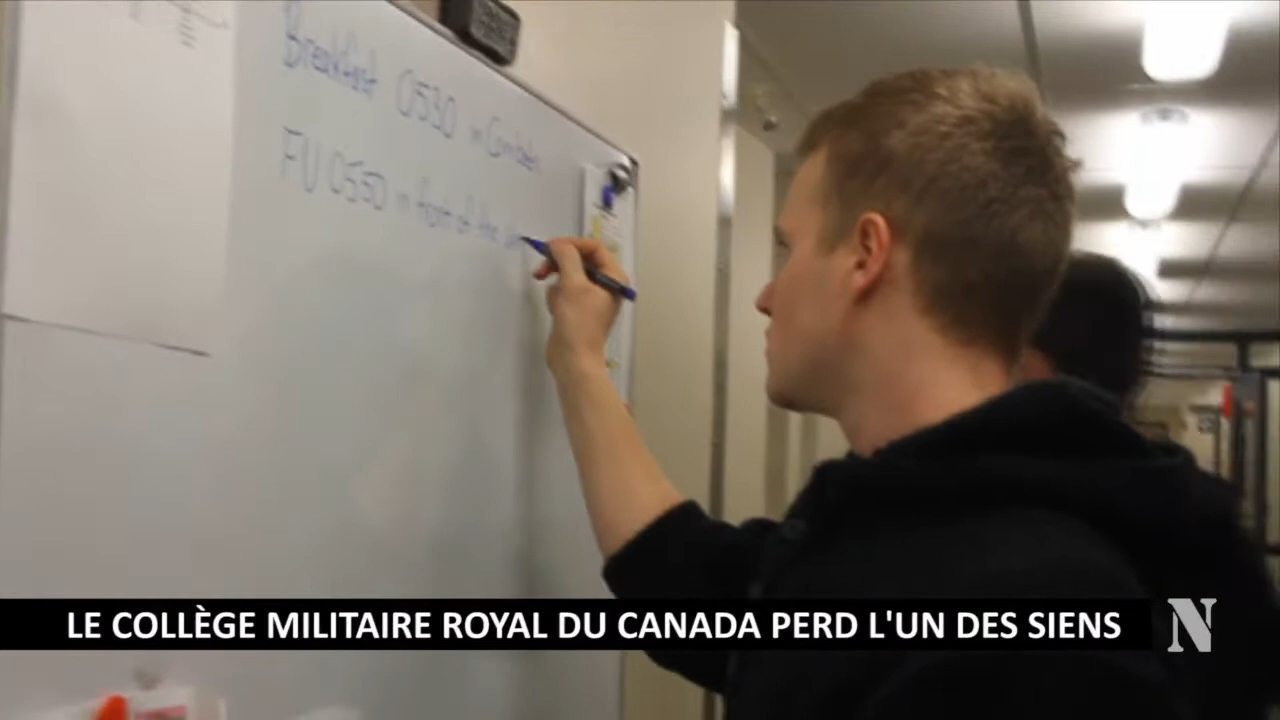 Breakfast 0530 in
FU 0550 in front of the
LE COLLÈGE MILITAIRE ROYAL DU CANADA PERD L'UN DES SIENS
N